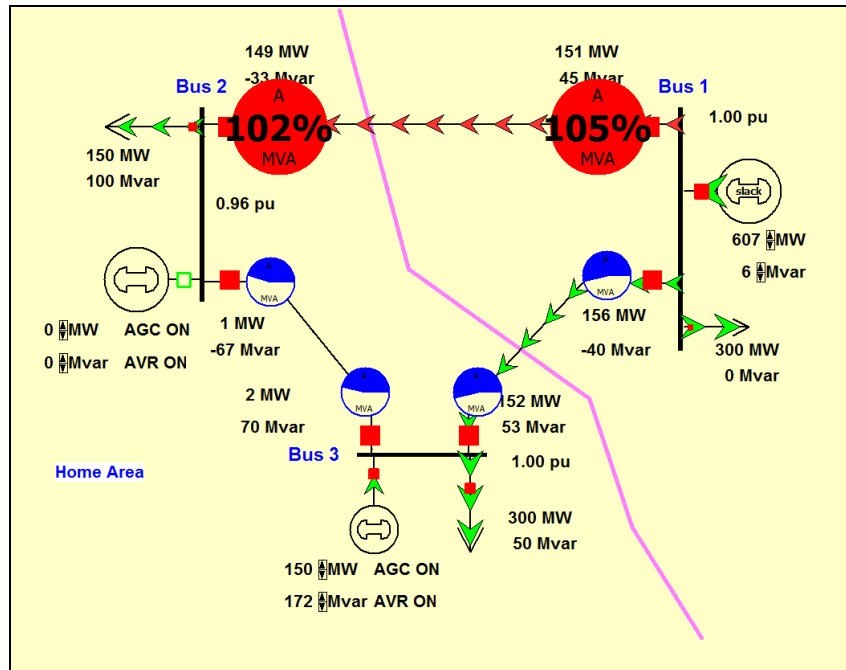 149 MW
-33 Mvar
Bus 2
A
102%
MVA
151 MW
45 Mvar
Bus 1
A
105%
MVA
1.00 pu
150 MW
100 Mvar
0.96 pu
slack
607 MW
6 Mvar
A
MVA
1 MW
-67 Mvar
0 MW AGC ON
0 Mvar AVR ON
A
MVA
156 MW
-40 Mvar
300 MW
0 Mvar
2 MW
70 Mvar
A
MVA
A
MVA
152 MW
53 Mvar
Bus 3
1.00 pu
Home Area
300 MW
50 Mvar
150 MW AGC ON
172 Mvar AVR ON